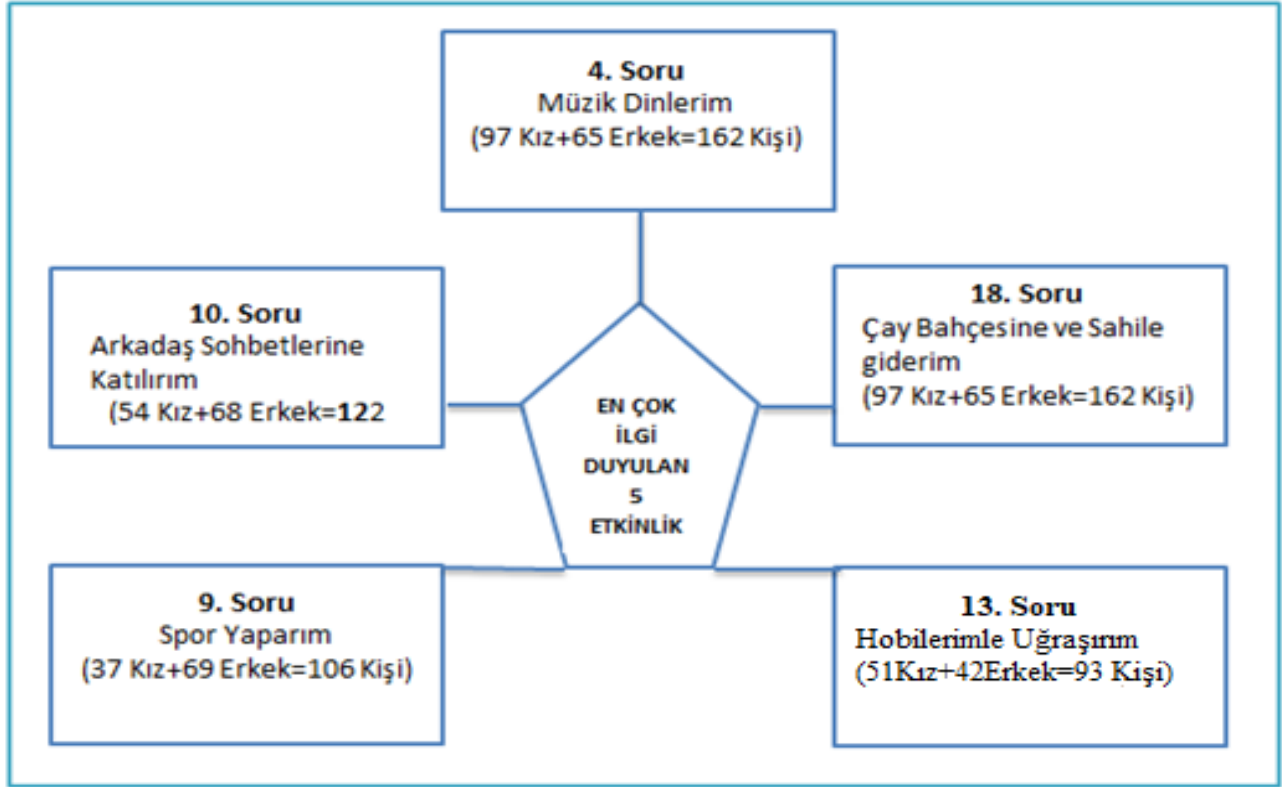 4. Soru
Müzik Dinlerim
(97 Kız+65 Erkek=162 Kişi)
10. Soru
Arkadaş Sohbetlerine
Katılırım
(54 Kız+68 Erkek=122
18. Soru
Çay Bahçesine ve Sahile
giderim
(97 Kız+65 Erkek=162 Kişi)
EN ÇOK
İLGİ
DUYULAN
5
ETKİNLİK
9. Soru
Spor Yaparım
(37 Kız+69 Erkek=106 Kişi)
13. Soru
Hobilerimle Uğraşırım
(51Kız+42Erkek=93 Kişi)